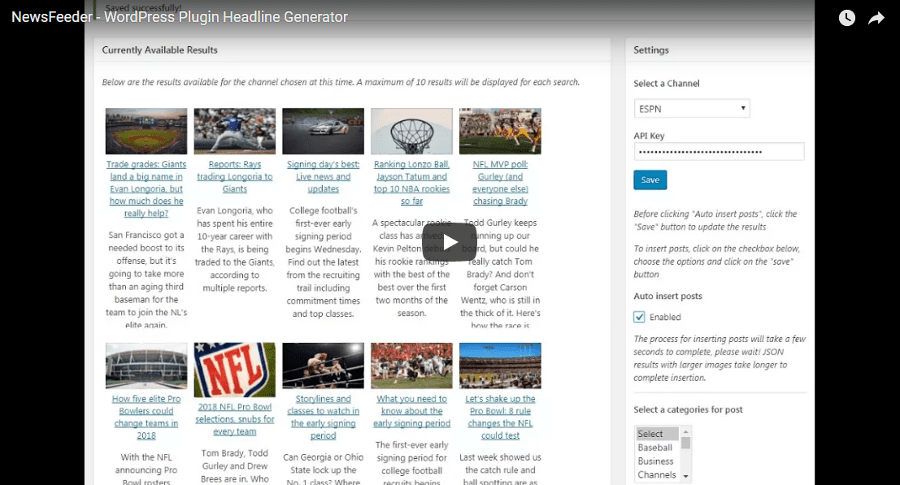 Saved successfully!
NewsFeeder - WordPress Plugin Headline Generator
Currently Available Results
Below are the results available for the channel chosen at this time. A maximum of 10 results will be displayed for each search.
Trade grades: Giants
land a big name in
Evan Longoria, but
how much does he
really help?
San Francisco got a
needed boost to its
offense, but it's
going to take more
than an aging third
baseman for the
team to join the NL's
elite again.
Reports: Rays
trading Longoria to
Giants
Evan Longoria, who
has spent his entire
10-year career with
the Rays, is being
traded to the Giants,
according to
multiple reports.
Signing day's best:
Live news and
updates
College football's
first-ever early
signing period
begins Wednesday.
Find out the latest
from the recruiting
trail including
commitment times
and top classes.
Ranking Lonzo Ball,
Jayson Tatum and
top 10 NBA rookies
so far
A spectacular rookie
class has
Kevin Pelton
his rookie rankings
with the best of the
best over the first
two months of the
season.
NFL MVP poll:
Gurley (and
everyone else)
chasing Brady
Todd Gurley keeps
running up our
board, but could he
really catch Tom
Brady? And don't
forget Carson
Wentz, who is still in
the thick of it. Here's
how the race is
How five elite Pro
Bowlers could
change teams in
2018
With the NFL
announcing Pro
Bowl rosters
NFL
2018 NFL Pro Bowl
selections, snubs for
every team
Tom Brady, Todd
Gurley and Drew
Brees are in. Who
Storylines and
classes to watch in
the early signing
period
Can Georgia or Ohio
State lock up the
No. 1 class? Where
What you need to
know about the
early signing period
The first-ever early
signing period for
college football
recruits begins
Let's shake up the
Pro Bowl: 8 rule
changes the NFL
could test
Last week showed us
the catch rule and
ball spotting are as
Settings
Select a Channel
ESPN
API Key
Save
Before clicking "Auto insert posts", click the
"Save" button to update the results
To insert posts, click on the checkbox below,
choose the options and click on the "save"
button
Auto insert posts
Enabled
The process for inserting posts will take a few
seconds to complete, please wait! JSON
results with larger images take longer to
complete insertion.
Select a categories for post
Select
Baseball
Business
Channels